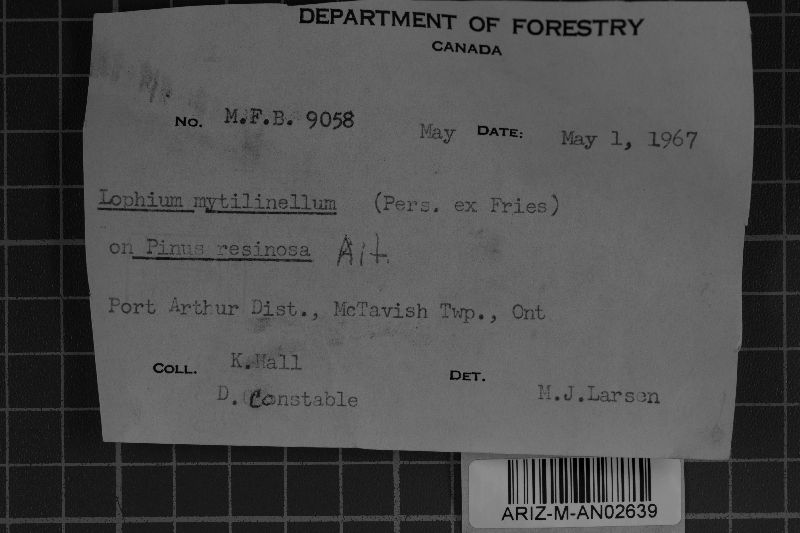 DEPARTMENT OF FORESTRY
CANADA
No. M.F.B. 9058 May DATE: May 1, 1967
Lophium mytilinellum (Pers. ex Fries)
on Pinus resinosa Ait.
Port Arthur Dist., McTavish Twp., Ont
COLL. K.Hall
D. Constable
DET. M.J.Larsen
ARIZ-M-AN02639